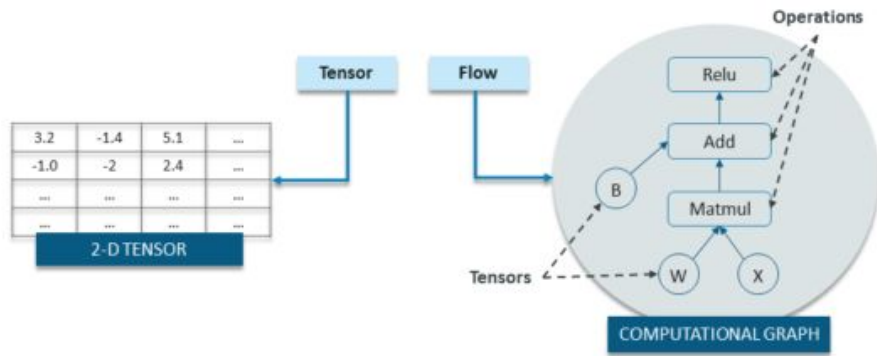 Operations
Tensor
Flow
Relu
3.2 -1.4 5.1 ...
-1.0 -2 2.4 ...
... ... ... ...
... ... ... ...
2-D TENSOR
Add
B
Matmul
Tensors
W
X
COMPUTATIONAL GRAPH